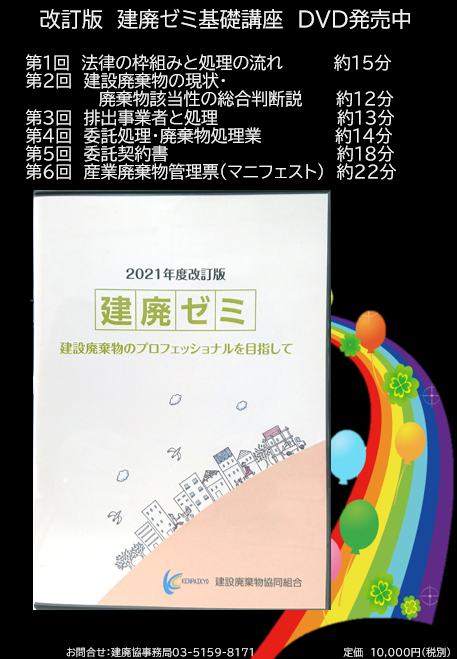 改訂版 建廃ゼミ基礎講座 DVD発売中
第1回 法律の枠組みと処理の流れ 約15分
第2回 建設廃棄物の現状・
廃棄物該当性の総合判断説 約12分
第3回 排出事業者と処理 約13分
第4回 委託処理・廃棄物処理業 約14分
第5回 委託契約書 約18分
第6回 産業廃棄物管理票(マニフェスト) 約22分
2021年度改訂版
建廃ゼミ
建設廃棄物のプロフェッショナルを目指して
KENPAIKYO 建設廃棄物協同組合
お問合せ:建廃協事務局03-5159-8171 定価 10,000円(税別)